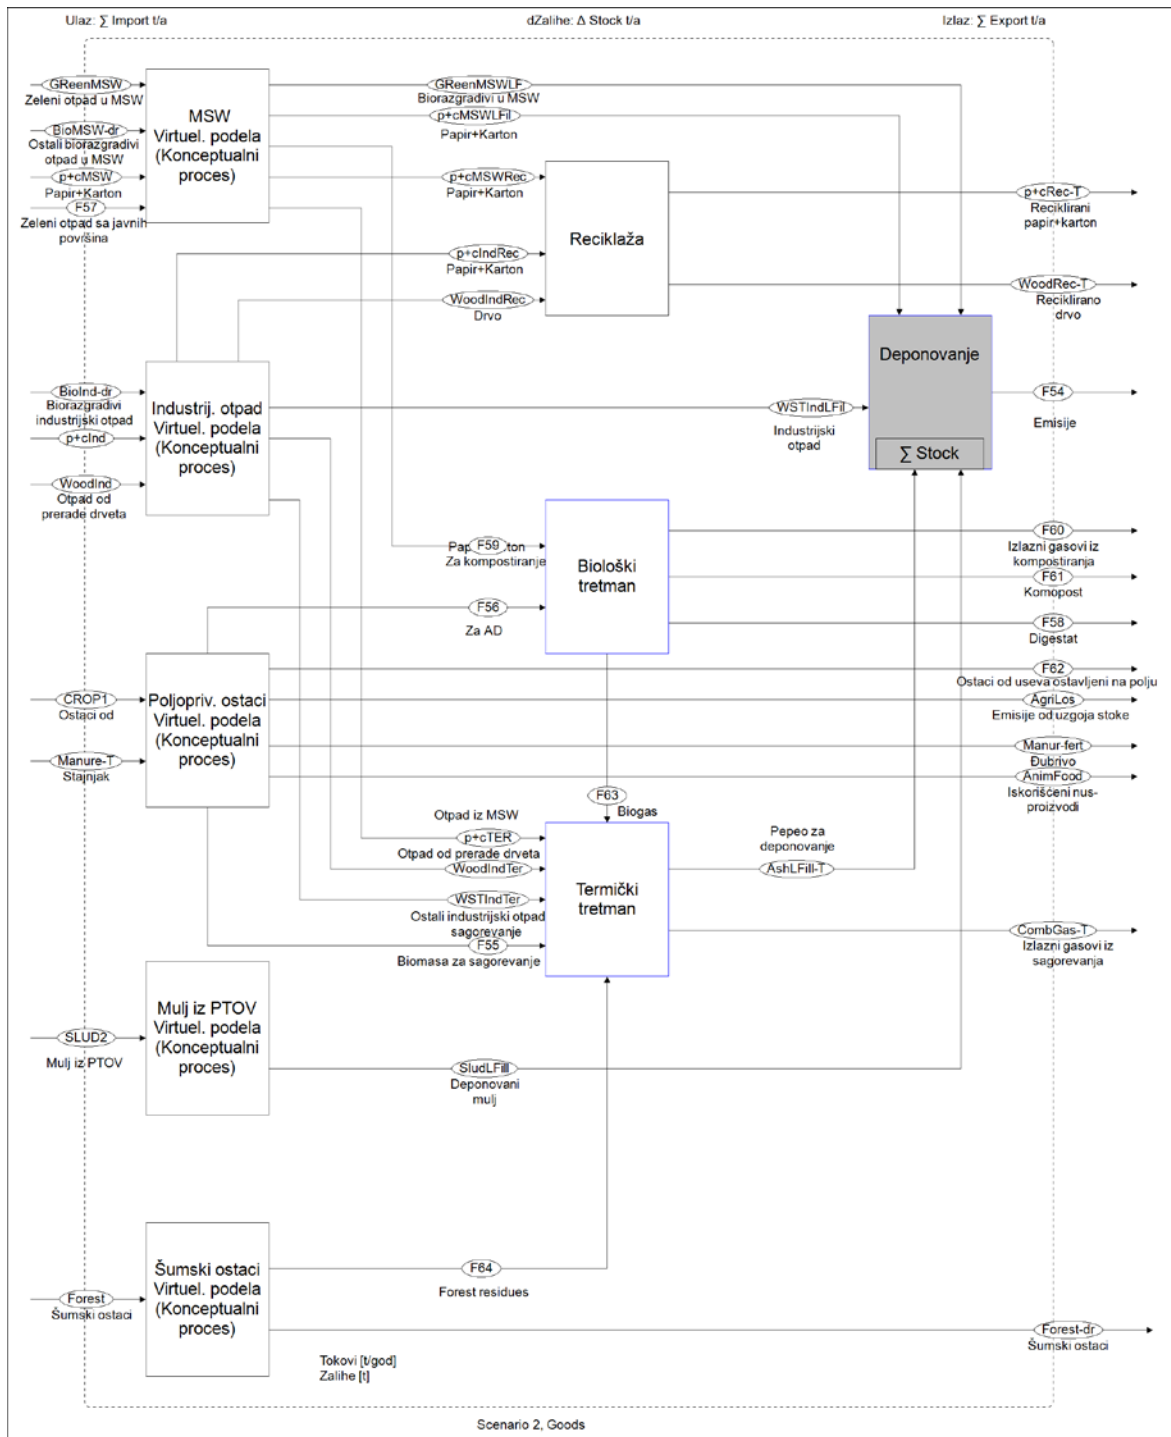 Ulaz: ∑ Import t/a
dZalihe: Δ Stock t/a
Izlaz: ∑ Export t/a
GReenMSW
Zeleni otpad u MSW
BioMSW-dr
Ostali biorazgradivi
otpad u MSW
p+cMSW
Papir+Karton
F57
Zeleni otpad sa javnih
površina
MSW
Virtuel. podela
(Konceptualni
proces)
GReenMSWLF
Biorazgradivi u MSW
p+cMSWLFil
Papir+Karton
p+cMSWRec
Papir+Karton
p+cIndRec
Papir+Karton
WoodIndRec
Drvo
Reciklaža
p+cRec-T
Reciklirani
papir+karton
WoodRec-T
Reciklirano
drvo
Deponovanje
∑ Stock
F54
Emisije
BioInd-dr
Biorazgradivi
industrijski otpad
p+cInd
WoodInd
Otpad od
prerade drveta
Industrij. otpad
Virtuel. podela
(Konceptualni
proces)
WSTIndLFil
Industrijski
otpad
F59
Za kompostiranje
F56
Za AD
Biološki
tretman
F60
Izlazni gasovi iz
kompostiranja
F61
Komopost
F58
Digestat
F62
Ostaci od useva ostavljeni na polju
AgriLos
Emisije od uzgoja stoke
Manur-fert
Đubrivo
AnimFood
Iskorišćeni nus-
proizvodi
CROP1
Ostaci od
Manure-T
Stajnjak
Poljopriv. ostaci
Virtuel. podela
(Konceptualni
proces)
F63
Biogas
Otpad iz MSW
p+cTER
Otpad od prerade drveta
WoodIndTer
WSTIndTer
Ostali industrijski otpad
sagorevanje
F55
Biomasa za sagorevanje
Termički
tretman
Pepeo za
deponovanje
AshLFill-T
CombGas-T
Izlazni gasovi iz
sagorevanja
SLUD2
Mulj iz PTOV
Mulj iz PTOV
Virtuel. podela
(Konceptualni
proces)
SludLFill
Deponovani
mulj
Forest
Šumski ostaci
Šumski ostaci
Virtuel. podela
(Konceptualni
proces)
F64
Forest residues
Forest-dr
Šumski ostaci
Tokovi [t/god]
Zalihe [t]
Scenario 2, Goods